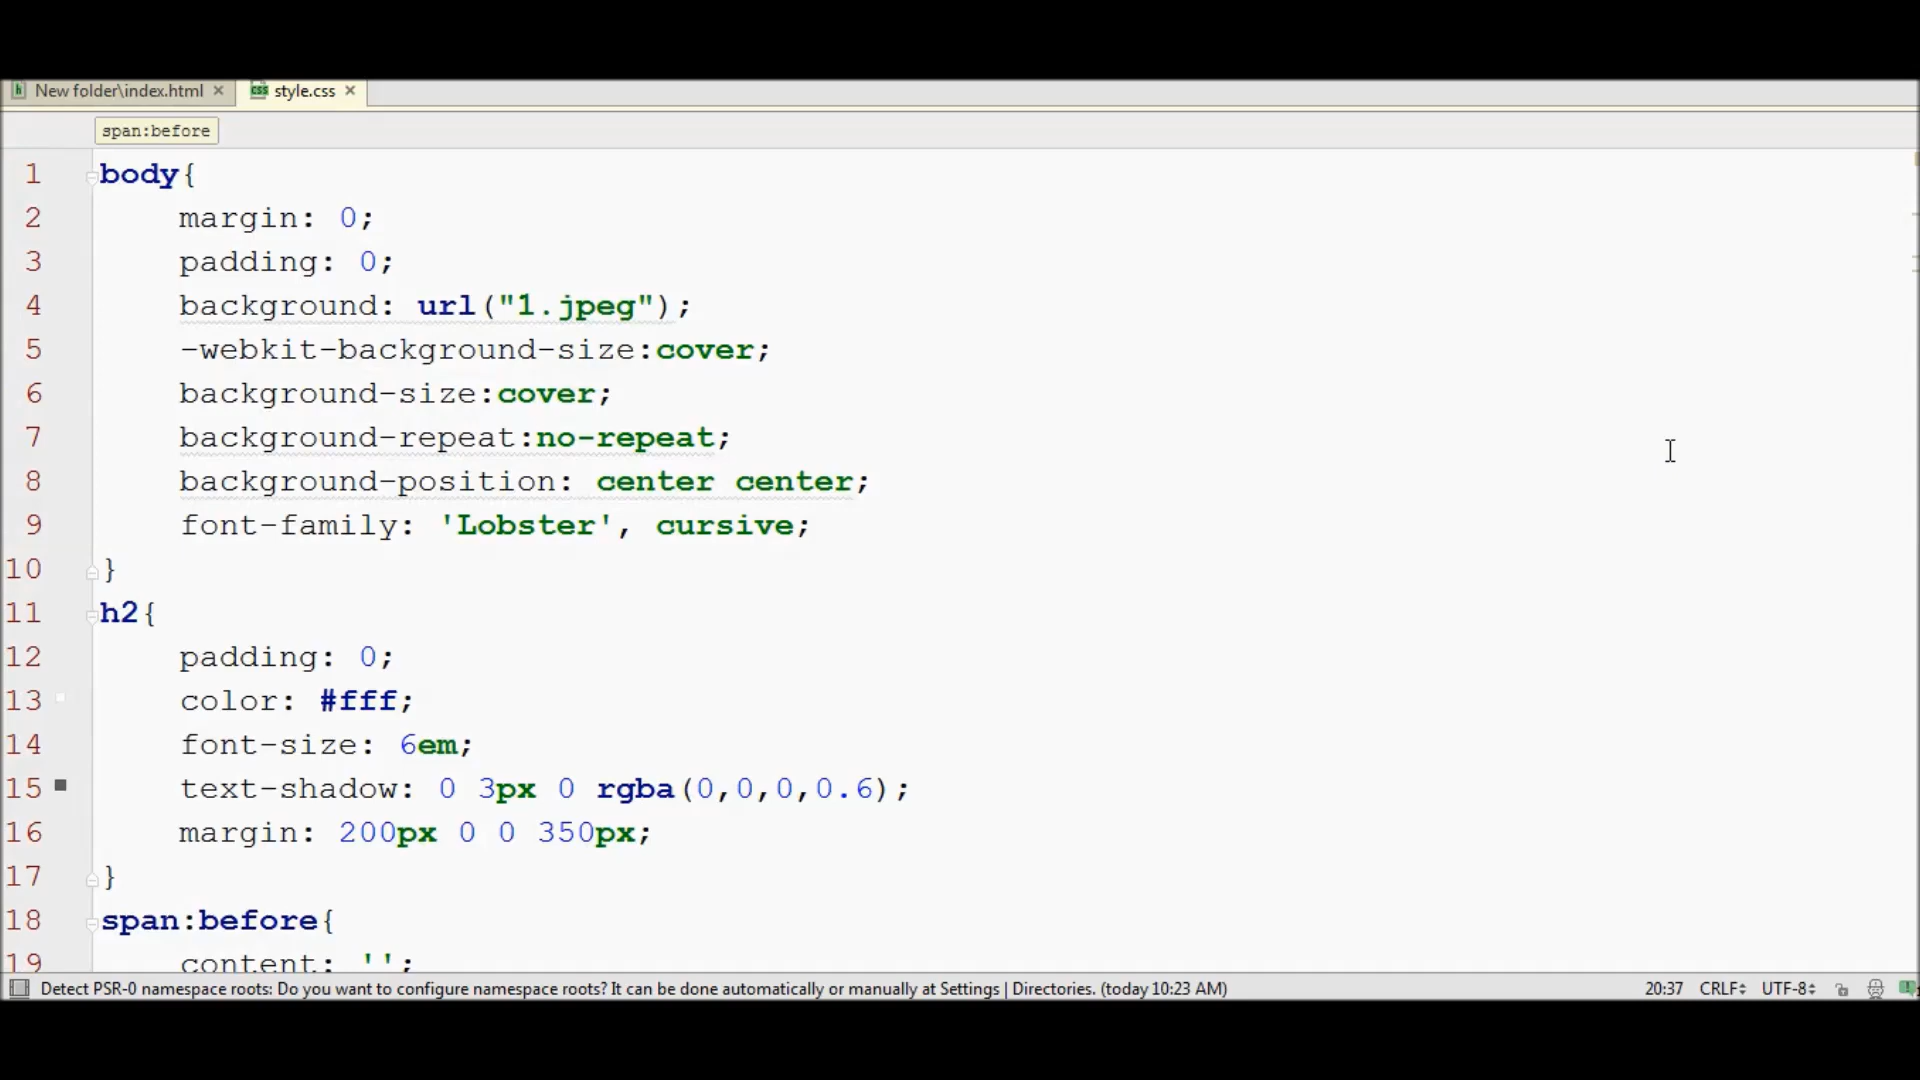 New folder\index.html
style.css
span:before
1 body{
2 margin: 0;
3 padding: 0;
4 background: url("1.jpeg");
5 -webkit-background-size:cover;
6 background-size:cover;
7 background-repeat:no-repeat;
8 background-position: center center;
9 font-family: 'Lobster', cursive;
10 }
11 h2{
12 padding: 0;
13 color: #fff;
14 font-size: 6em;
15 text-shadow: 0 3px 0 rgba(0,0,0,0.6);
16 margin: 200px 0 0 350px;
17 }
18 span:before{
19 content: '';
Detect PSR-0 namespace roots: Do you want to configure namespace roots? It can be done automatically or manually at Settings | Directories. (today 10:23 AM)
20:37 CRLF UTF-8